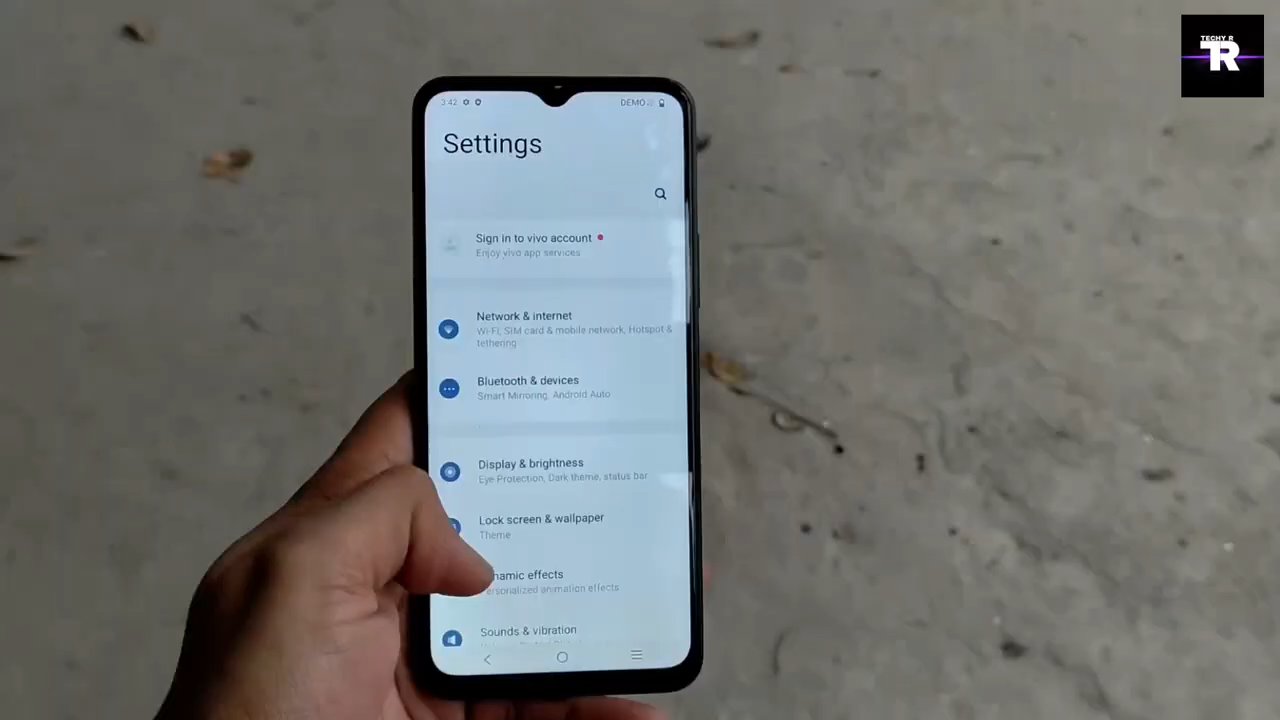 TECHY R
TR
3:42
DEMO
Settings
Sign in to vivo account
Enjoy vivo app services
Network & internet
Wi-Fi, SIM card & mobile network, Hotspot &
tethering
Bluetooth & devices
Smart Mirroring, Android Auto
Display & brightness
Eye Protection, Dark theme, status bar
Lock screen & wallpaper
Theme
namic effects
ersonalized animation effects
Sounds & vibration